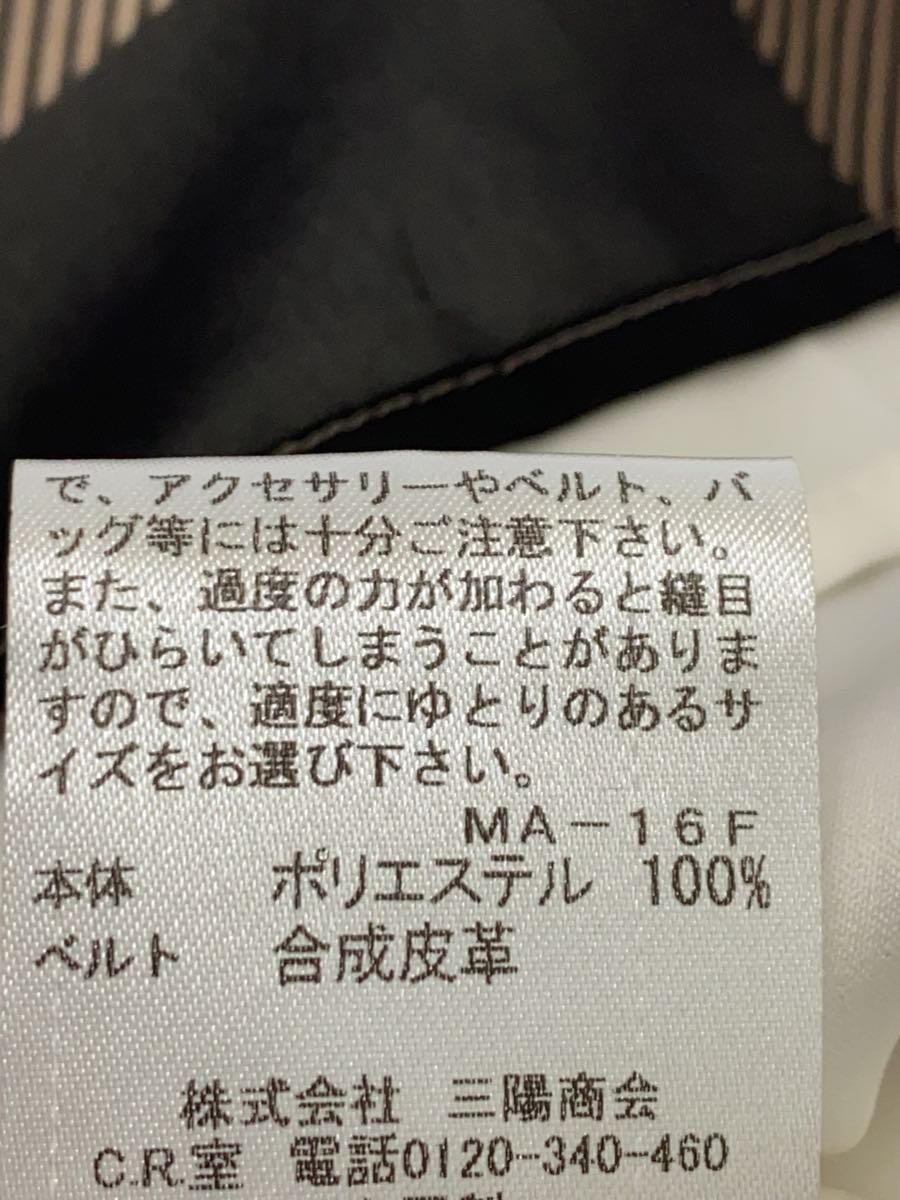 で、アクセサリーやベルト、バ
ッグ等には十分ご注意下さい。
また、過度の力が加わると縫目
がひらいてしまうことがありま
すので、適度にゆとりのあるサ
イズをお選び下さい。
MA－16F
本体 ポリエステル 100%
ベルト 合成皮革
株式会社 三陽商会
C.R.室 電話0120-340-460